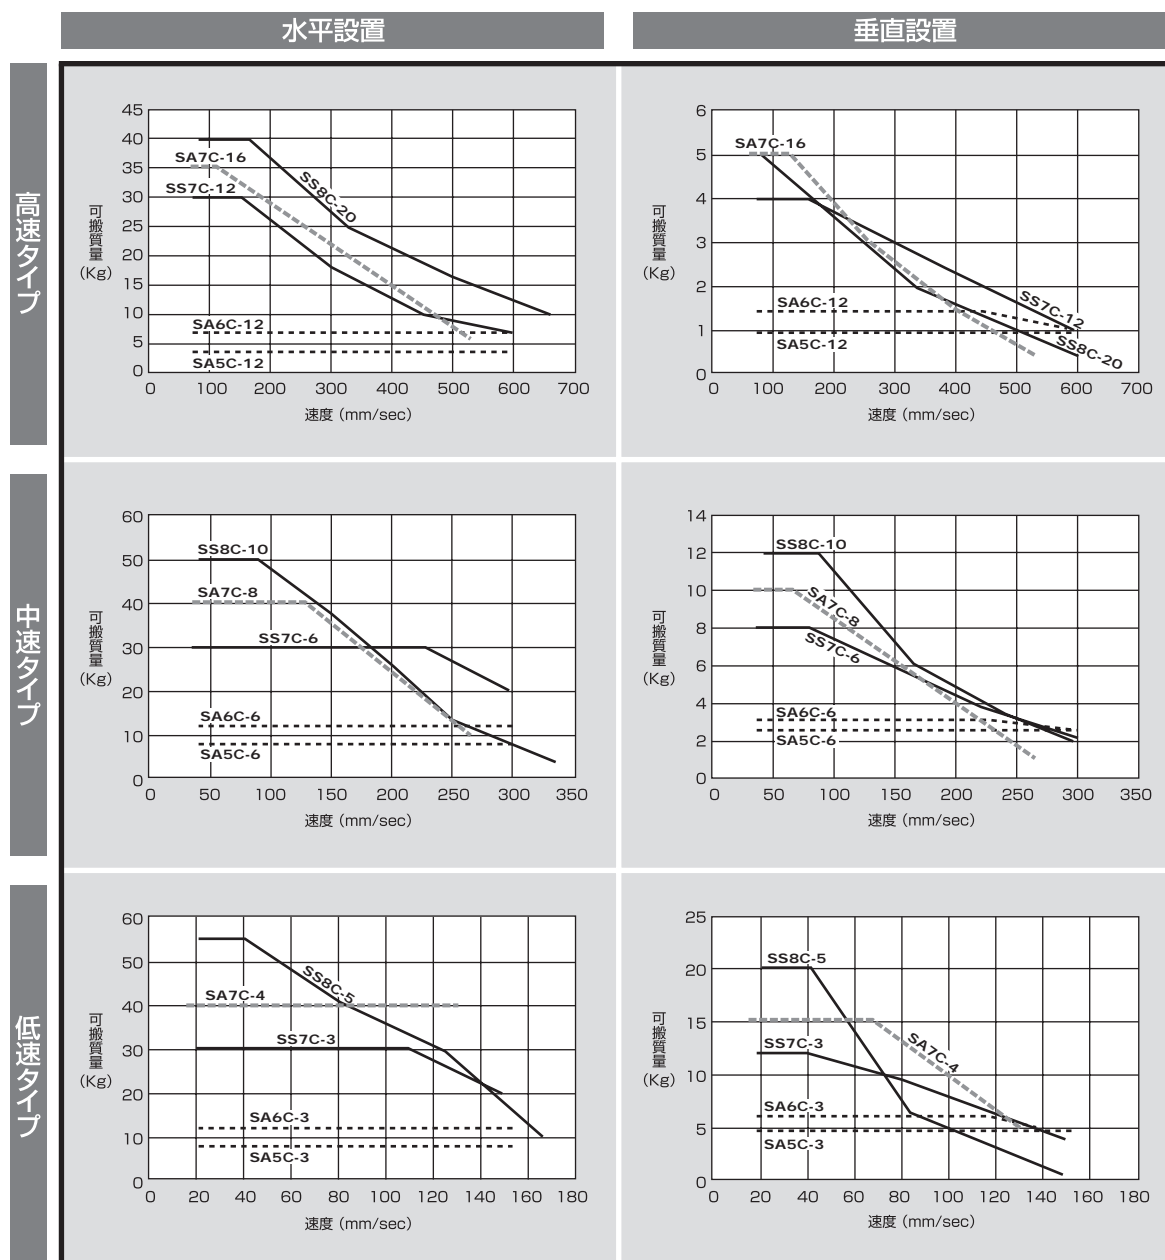 水平設置
垂直設置
高速タイプ
可搬質量
(Kg)
45
40
35
30
25
20
15
10
5
0
SA7C-16
SS7C-12
SS8C-20
SA6C-12
SA5C-12
0 100 200 300 400 500 600 700
速度 (mm/sec)
可搬質量
(Kg)
6
5
4
3
2
1
0
SA7C-16
SA6C-12
SA5C-12
SS7C-12
SS8C-20
0 100 160 200 300 400 500 600 700
速度 (mm/sec)
中速タイプ
可搬質量
(Kg)
60
50
40
30
20
10
0
SS8C-10
SA7C-8
SS7C-6
SA6C-6
SA5C-6
0 50 100 150 200 250 300 350
速度 (mm/sec)
可搬質量
(Kg)
14
12
10
8
6
4
2
0
SS8C-10
SA7C-8
SS7C-6
SA6C-6
SA5C-6
0 50 100 150 200 250 300 350
速度 (mm/sec)
低速タイプ
可搬質量
(Kg)
60
50
40
30
20
10
0
SS8C-5
SA7C-4
SS7C-3
SA6C-3
SA5C-3
0 20 40 60 80 100 120 140 160 180
速度 (mm/sec)
可搬質量
(Kg)
25
20
15
10
5
0
SS8C-5
SS7C-3
SA7C-4
SA6C-3
SA5C-3
0 20 40 60 80 100 120 140 160 180
速度 (mm/sec)